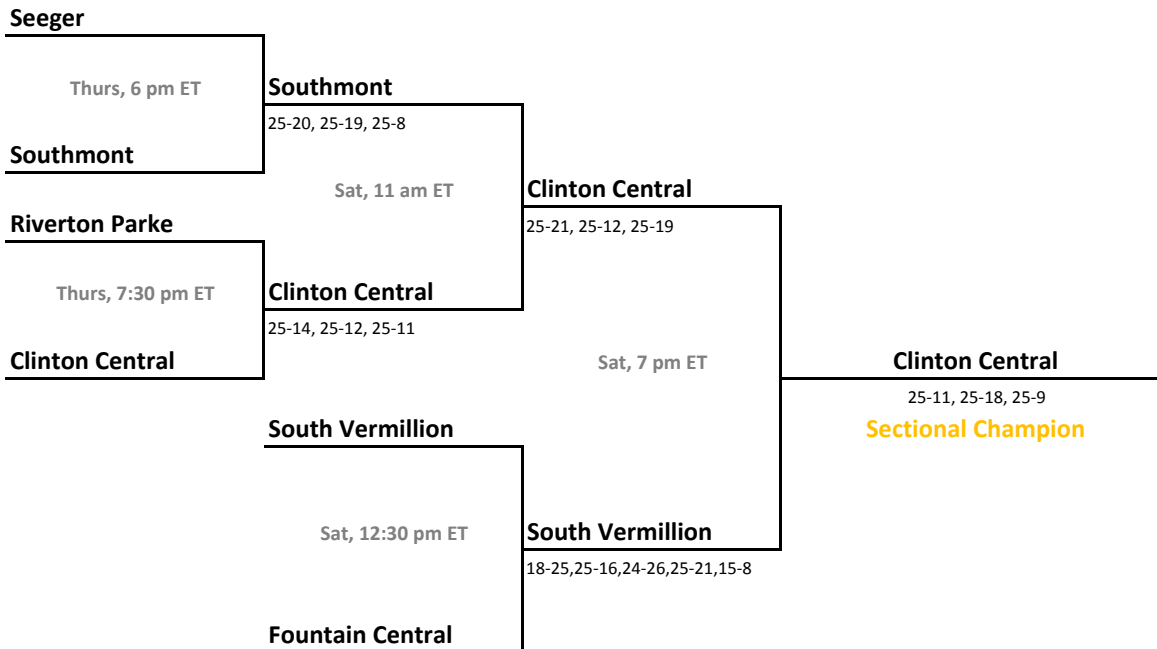 Seeger
Thurs, 6 pm ET
Southmont
25-20, 25-19, 25-8
Southmont
Sat, 11 am ET
Clinton Central
25-21, 25-12, 25-19
Riverton Parke
Thurs, 7:30 pm ET
Clinton Central
25-14, 25-12, 25-11
Clinton Central
Sat, 7 pm ET
Clinton Central
25-11, 25-18, 25-9
Sectional Champion
South Vermillion
Sat, 12:30 pm ET
South Vermillion
18-25,25-16,24-26,25-21,15-8
Fountain Central